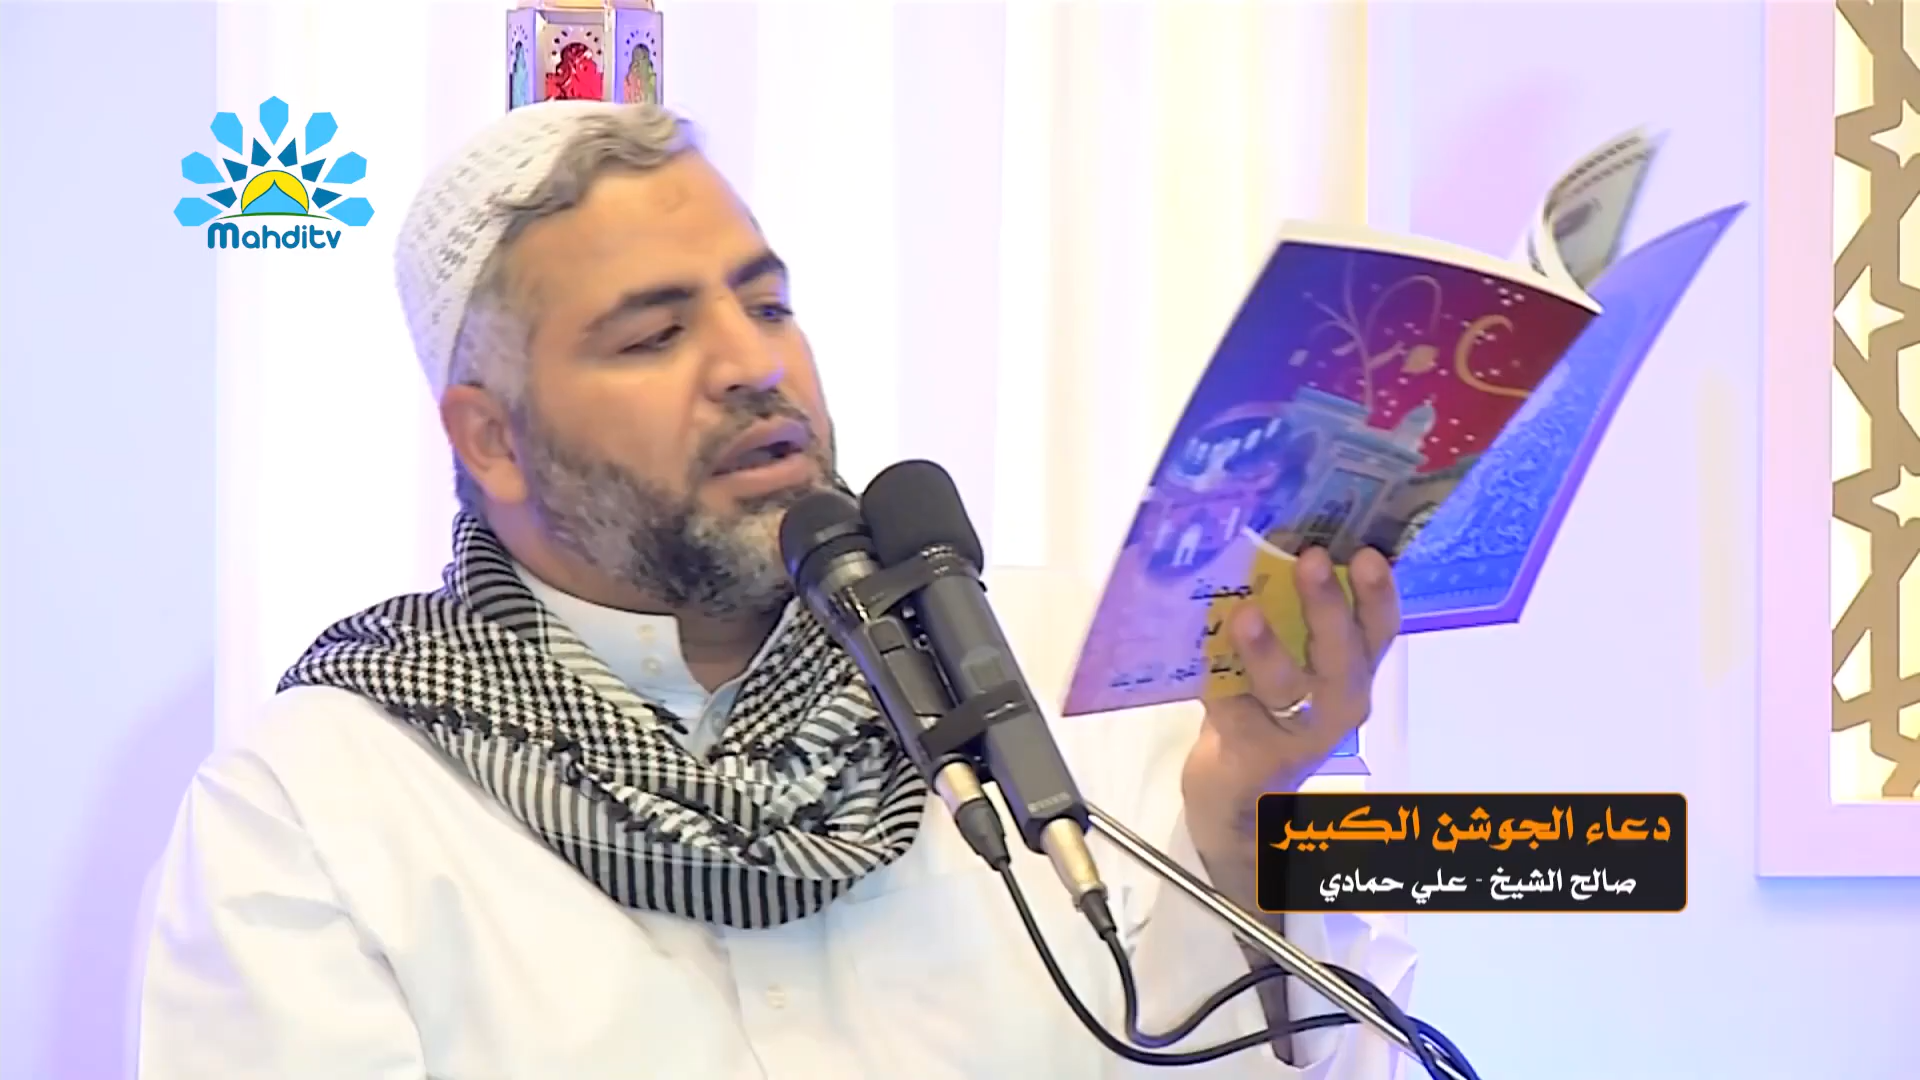 Mahditv
دعاء الجوشن الكبير
صالح الشيخ - علي حمادي